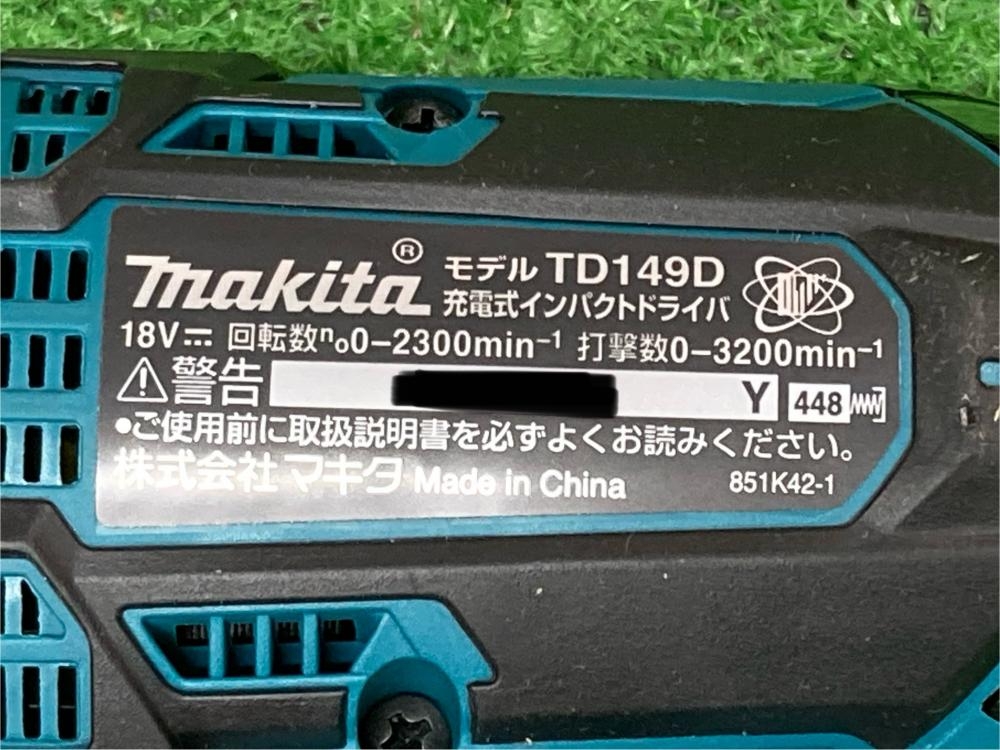 makita® モデル TD149D
充電式インパクトドライバ
18V⎓ 回転数n₀0-2300min⁻¹ 打撃数0-3200min⁻¹
⚠警告 Y 448
•ご使用前に取扱説明書を必ずよくお読みください。
株式会社マキタ Made in China 851K42-1